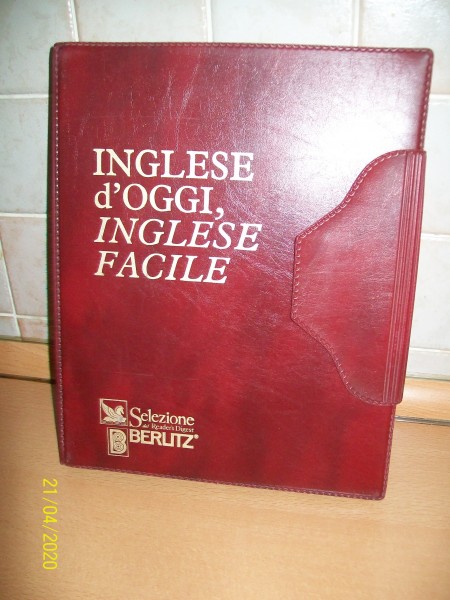 INGLESE
d'OGGI,
INGLESE
FACILE
Selezione
dal Reader's Digest
B BERLITZ®
21/04/2020